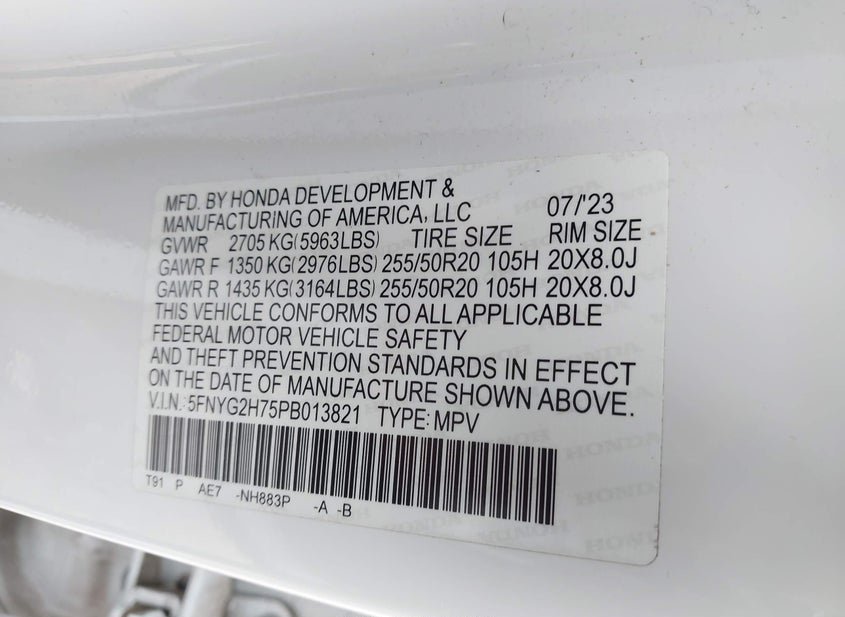 MFD. BY HONDA DEVELOPMENT &
MANUFACTURING OF AMERICA, LLC 07/'23
GVWR 2705 KG(5963LBS) TIRE SIZE RIM SIZE
GAWR F 1350 KG(2976LBS) 255/50R20 105H 20X8.0J
GAWR R 1435 KG(3164LBS) 255/50R20 105H 20X8.0J
THIS VEHICLE CONFORMS TO ALL APPLICABLE
FEDERAL MOTOR VEHICLE SAFETY
AND THEFT PREVENTION STANDARDS IN EFFECT
ON THE DATE OF MANUFACTURE SHOWN ABOVE.
V.I.N.: 5FNYG2H75PB013821 TYPE: MPV
T91 P AE7 -NH883P -A -B
HONDA
HONDA
HONDA